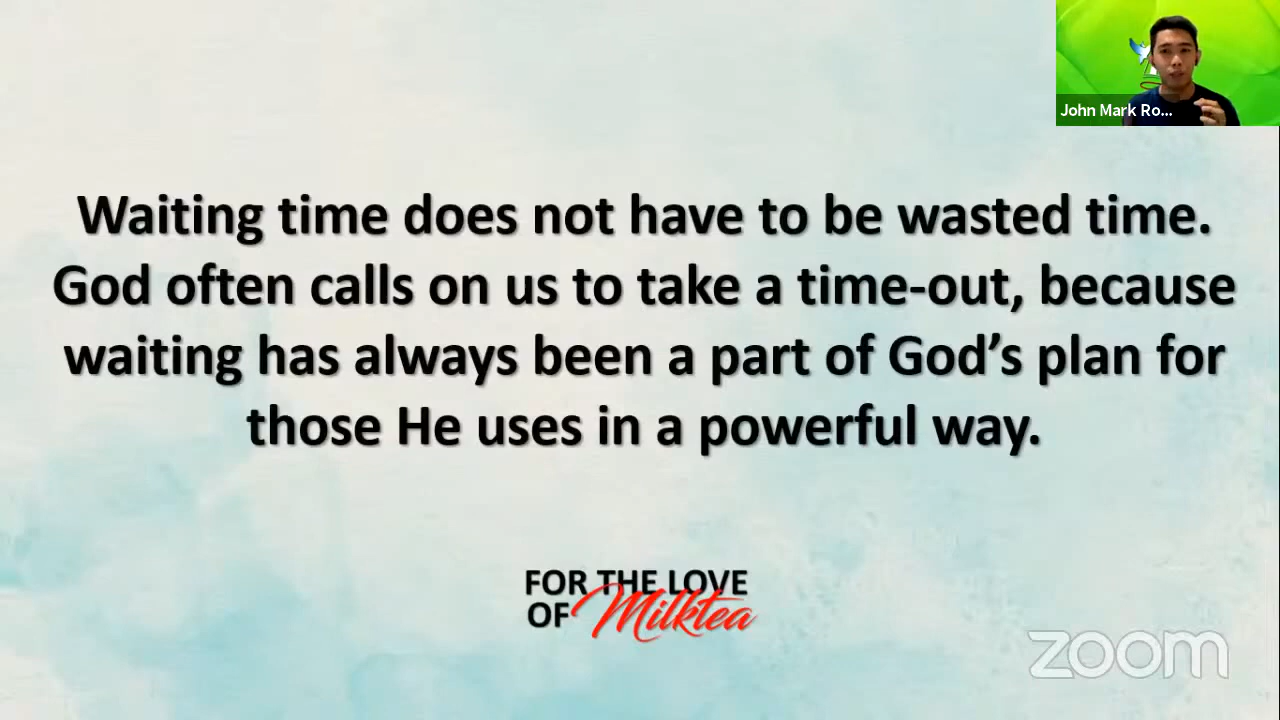 John Mark Ro...
Waiting time does not have to be wasted time.
God often calls on us to take a time-out, because
waiting has always been a part of God’s plan for
those He uses in a powerful way.
FOR THE LOVE
OF Milktea
zoom